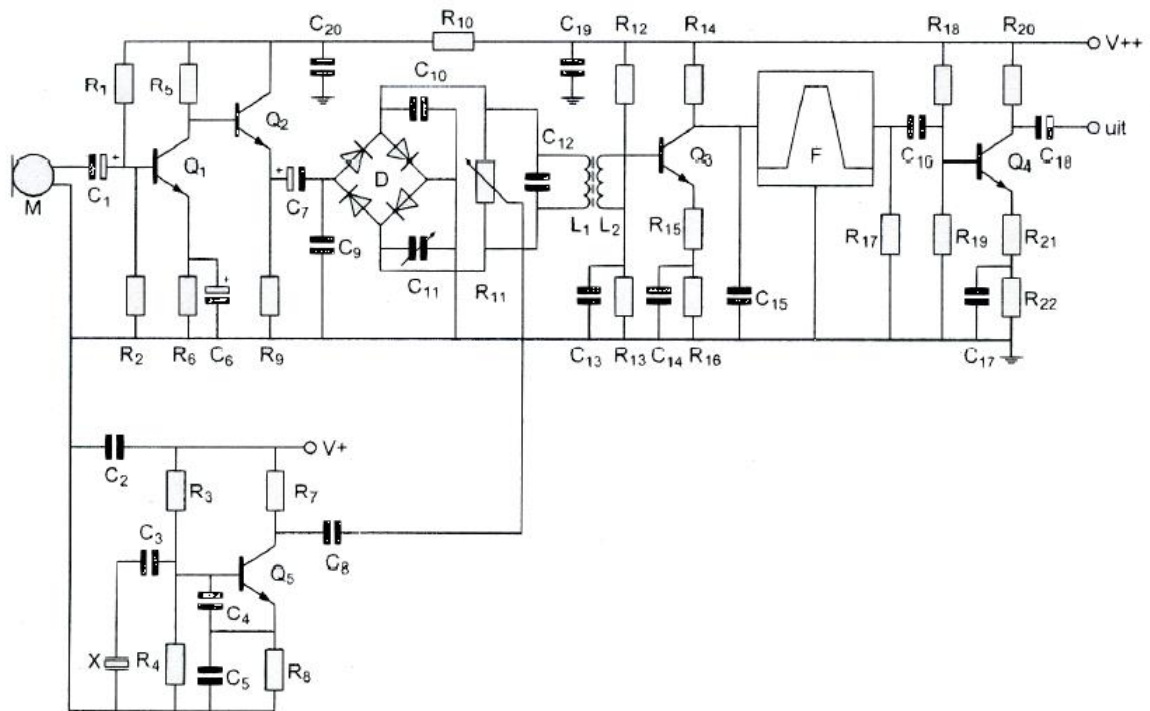 C20 R10 C19 R12 R14 R18 R20
V++
R1 R5 C10
Q2 C12
+ Q1 Q3 F C16 Q4 C18 uit
M C1 + C7 D
L1 L2 R15
C9 R17 R19 R21
+ C11 R11 C15 R22
R2 R6 C6 R9 C13 R13 C14 R16 C17
V+
C2
R3 R7
C3 C8
Q5
C4
X R4 C5 R8